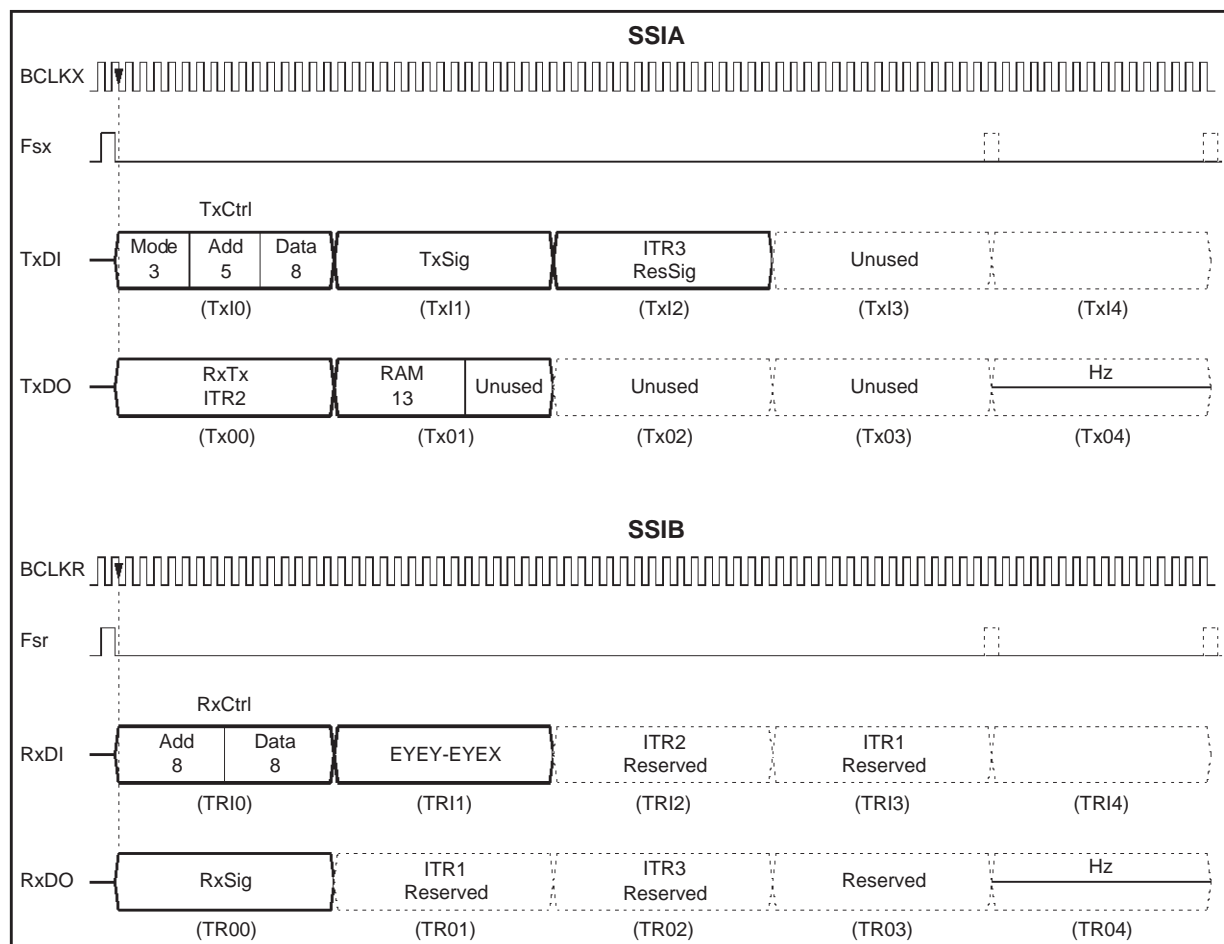 SSIA
BCLKX
Fsx
TxCtrl
TxDI
Mode Add Data
3 5 8
TxSig
ITR3
ResSig
Unused
(TxI0) (TxI1) (TxI2) (TxI3) (TxI4)
TxDO
RxTx
ITR2
RAM
13
Unused
Unused
Unused
Hz
(Tx00) (Tx01) (Tx02) (Tx03) (Tx04)
SSIB
BCLKR
Fsr
RxCtrl
RxDI
Add Data
8 8
EYEY-EYEX
ITR2
Reserved
ITR1
Reserved
(TRI0) (TRI1) (TRI2) (TRI3) (TRI4)
RxDO
RxSig
ITR1
Reserved
ITR3
Reserved
Reserved
Hz
(TR00) (TR01) (TR02) (TR03) (TR04)